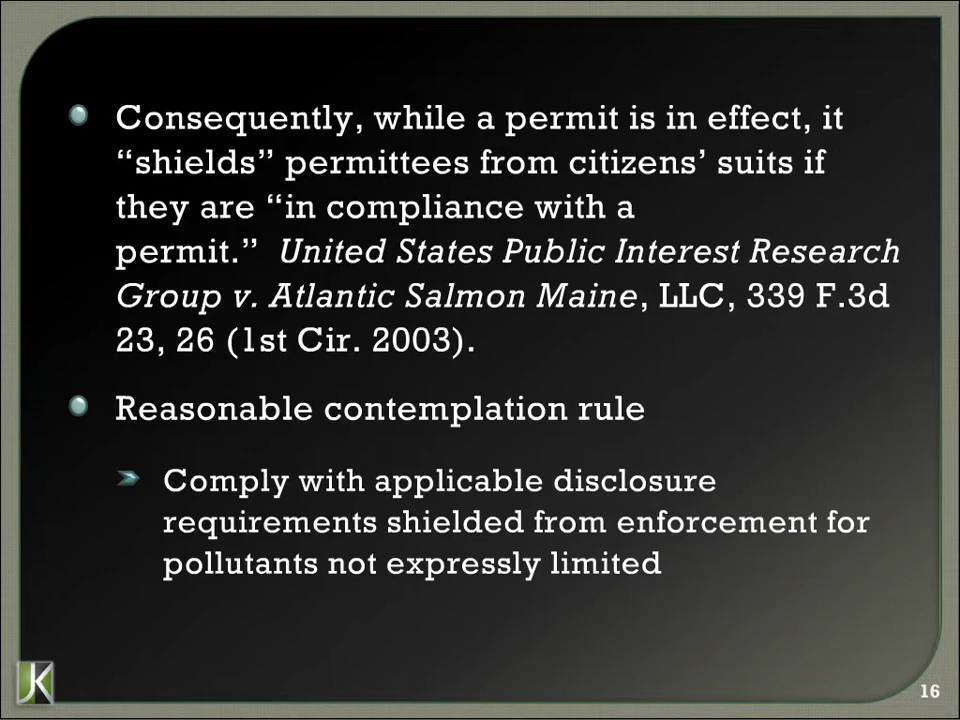 Consequently, while a permit is in effect, it
“shields” permittees from citizens’ suits if
they are “in compliance with a
permit.”  United States Public Interest Research
Group v. Atlantic Salmon Maine, LLC, 339 F.3d
23, 26 (1st Cir. 2003).
Reasonable contemplation rule
Comply with applicable disclosure
requirements shielded from enforcement for
pollutants not expressly limited
JK
16